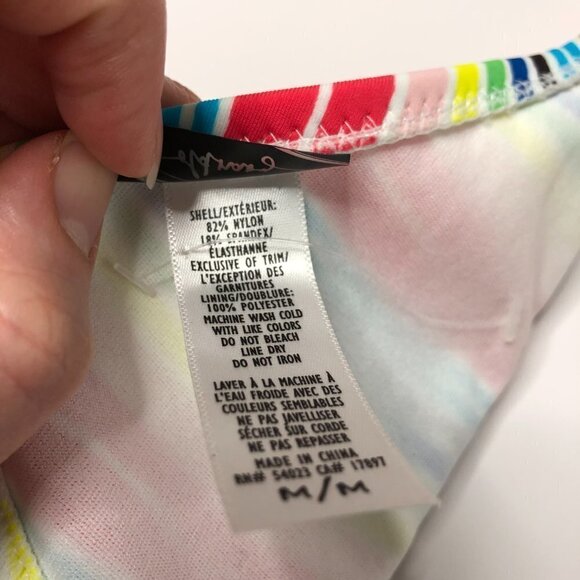 SHELL/EXTÉRIEUR:
82% NYLON
18% SPANDEX/
ÉLASTHANNE
EXCLUSIVE OF TRIM/
L'EXCEPTION DES
GARNITURES
LINING/DOUBLURE:
100% POLYESTER
MACHINE WASH COLD
WITH LIKE COLORS
DO NOT BLEACH
LINE DRY
DO NOT IRON
LAVER À LA MACHINE À
L'EAU FROIDE AVEC DES
COULEURS SEMBLABLES
NE PAS JAVELLISER
SÉCHER SUR CORDE
NE PAS REPASSER
MADE IN CHINA
RN# 54023 CA# 17897
M/M